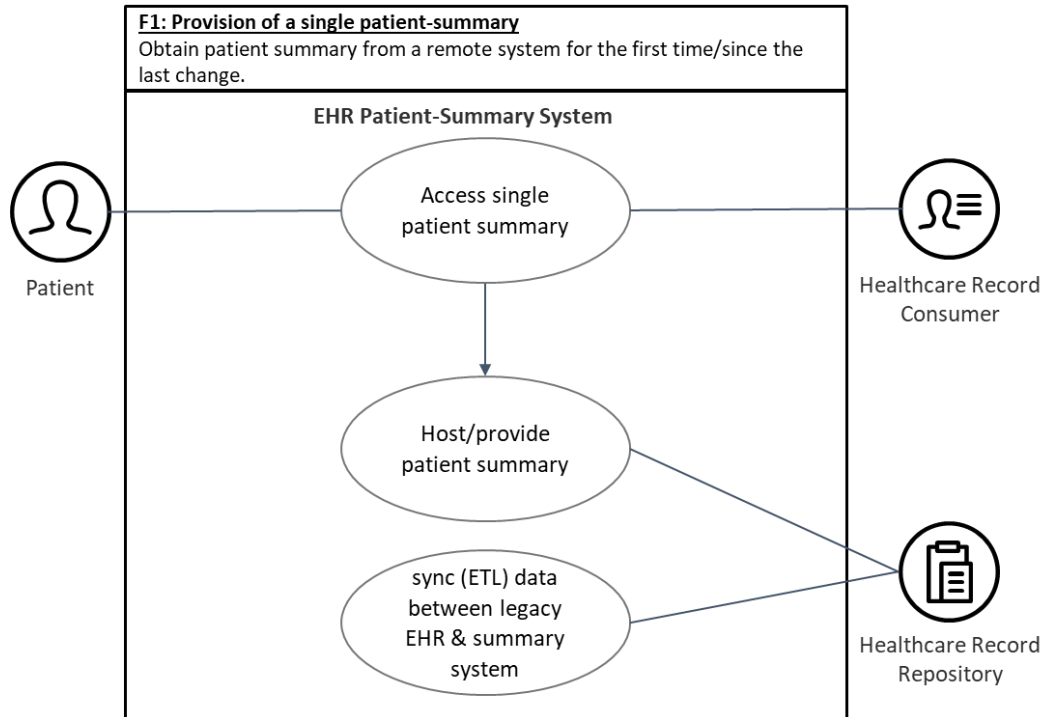 F1: Provision of a single patient-summary
Obtain patient summary from a remote system for the first time/since the
last change.
EHR Patient-Summary System
Access single
patient summary
Patient
Healthcare Record
Consumer
Host/provide
patient summary
sync (ETL) data
between legacy
EHR & summary
system
Healthcare Record
Repository